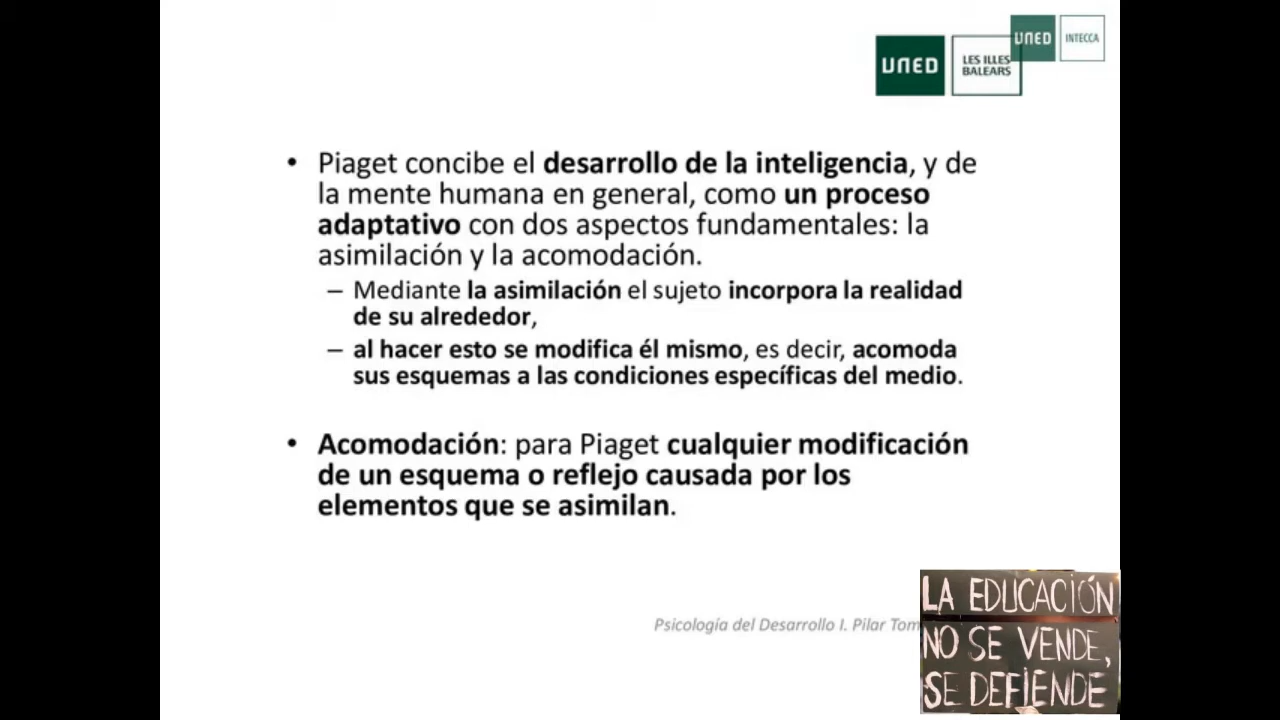 UNED
INTECCA
UNED
LES ILLES
BALEARS
• Piaget concibe el desarrollo de la inteligencia, y de
la mente humana en general, como un proceso
adaptativo con dos aspectos fundamentales: la
asimilación y la acomodación.
– Mediante la asimilación el sujeto incorpora la realidad
de su alrededor,
– al hacer esto se modifica él mismo, es decir, acomoda
sus esquemas a las condiciones específicas del medio.
• Acomodación: para Piaget cualquier modificación
de un esquema o reflejo causada por los
elementos que se asimilan.
Psicología del Desarrollo I. Pilar
LA EDUCACIÓN
NO SE VENDE,
SE DEFIENDE